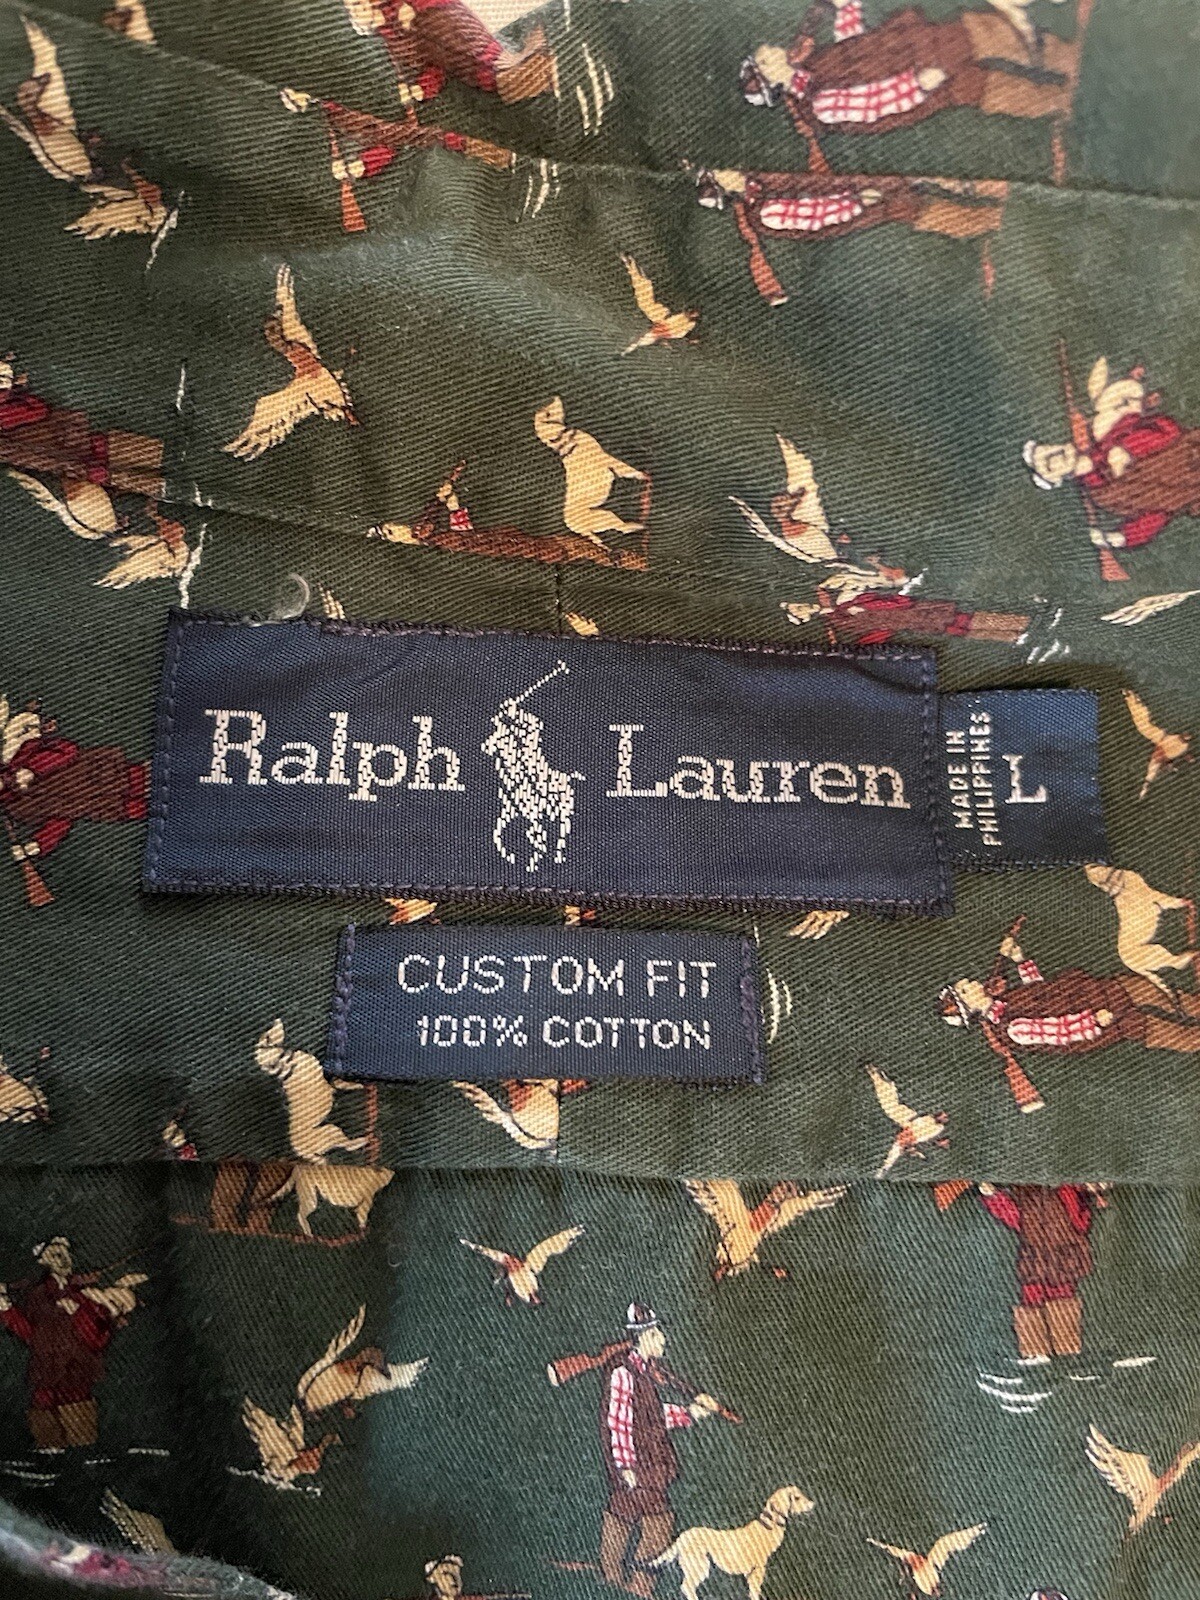 Ralph Lauren
MADE IN
PHILIPPINES
L
CUSTOM FIT
100% COTTON